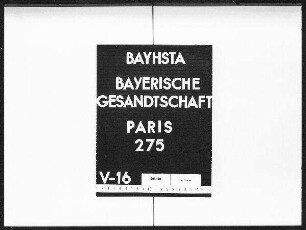 BAYHSTA
BAYERISCHE
GESANDTSCHAFT
PARIS
275
V-16